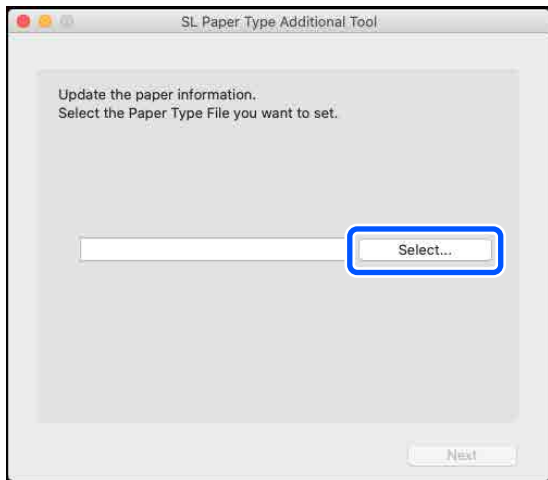 SL Paper Type Additional Tool
Update the paper information.
Select the Paper Type File you want to set.
Select...
Next